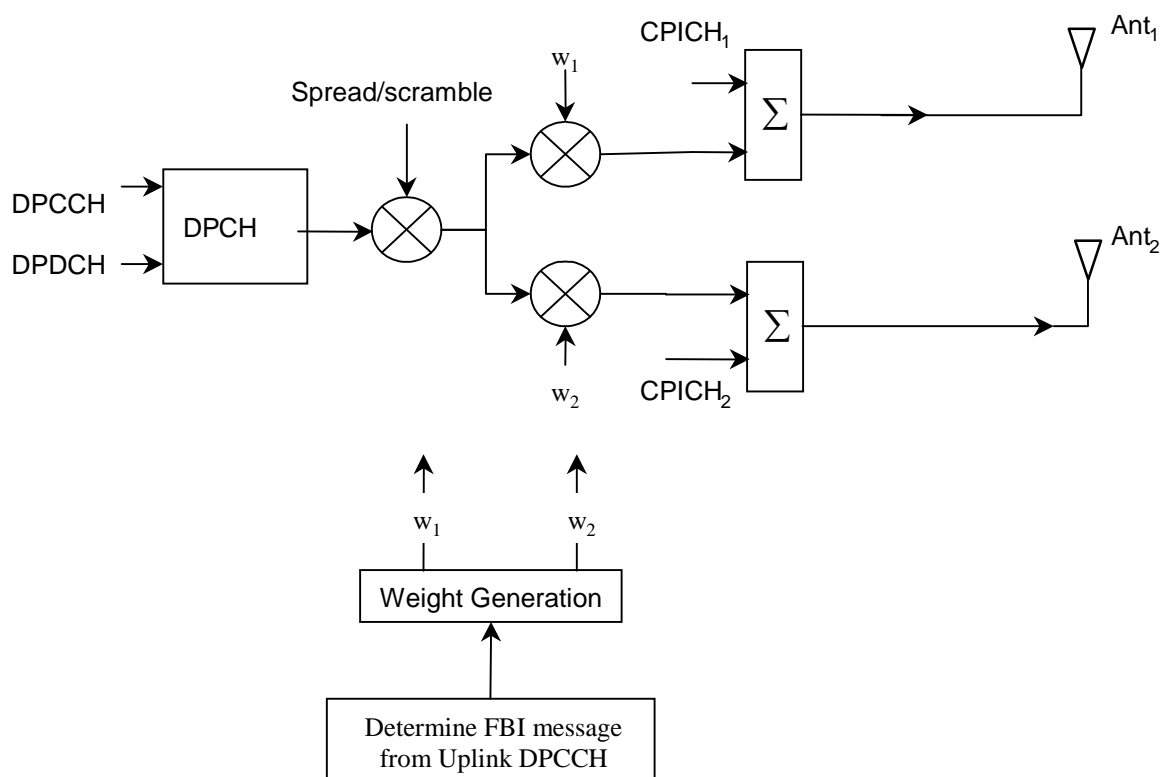 CPICH1
Ant1
w1
Spread/scramble
Σ
DPCCH
DPCH
DPDCH
Ant2
Σ
w2
CPICH2
w1
w2
Weight Generation
Determine FBI message
from Uplink DPCCH